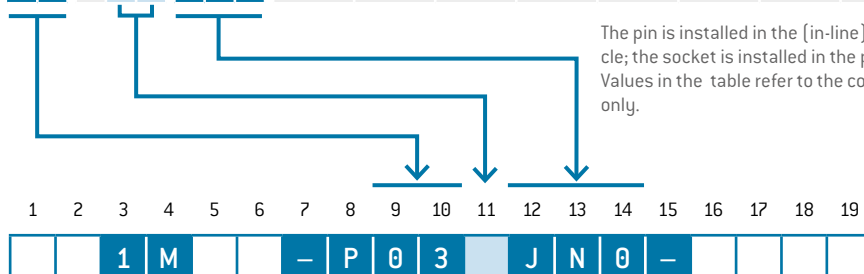 The pin is installed in the (in-line)
cle; the socket is installed in the p
Values in the table refer to the co
only.
1 2 3 4 5 6 7 8 9 10 11 12 13 14 15 16 17 18 19
1 M – P 0 3 J N 0 –